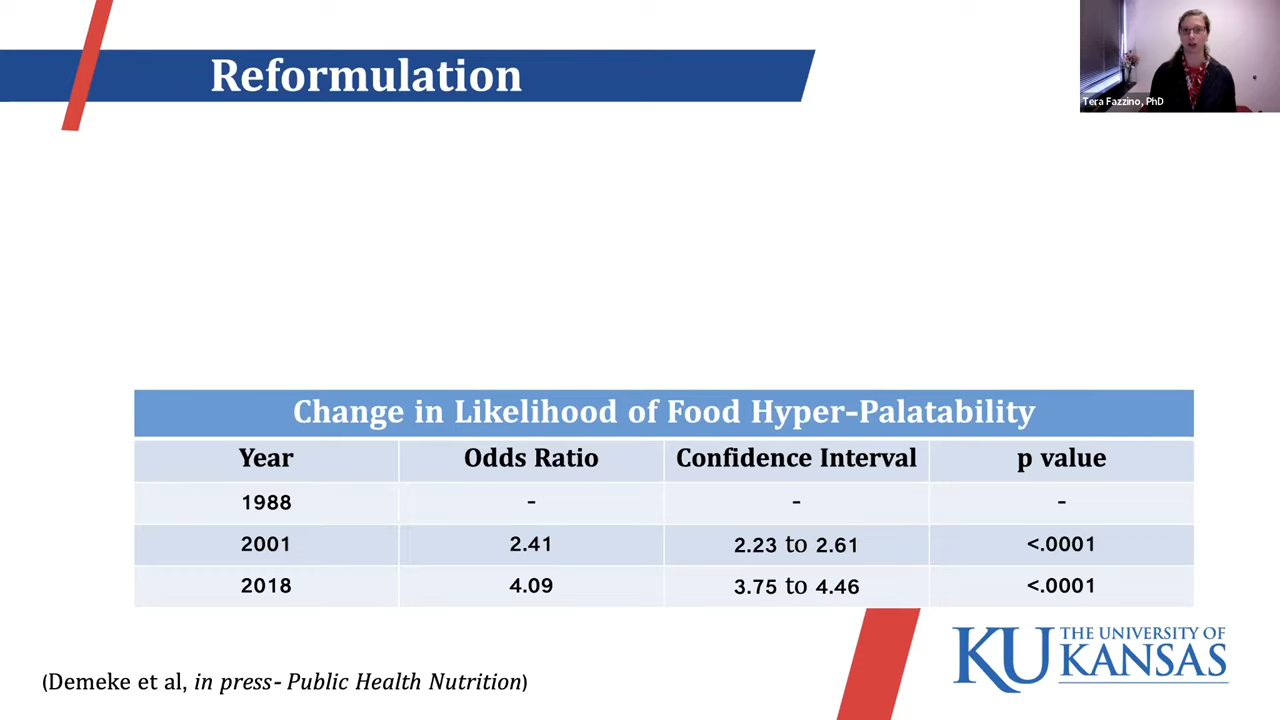 Reformulation
Tera Fazzino, PhD
Change in Likelihood of Food Hyper-Palatability
Year Odds Ratio Confidence Interval p value
1988 - - -
2001 2.41 2.23 to 2.61 <.0001
2018 4.09 3.75 to 4.46 <.0001
KU THE UNIVERSITY OF
KANSAS
(Demeke et al, in press- Public Health Nutrition)